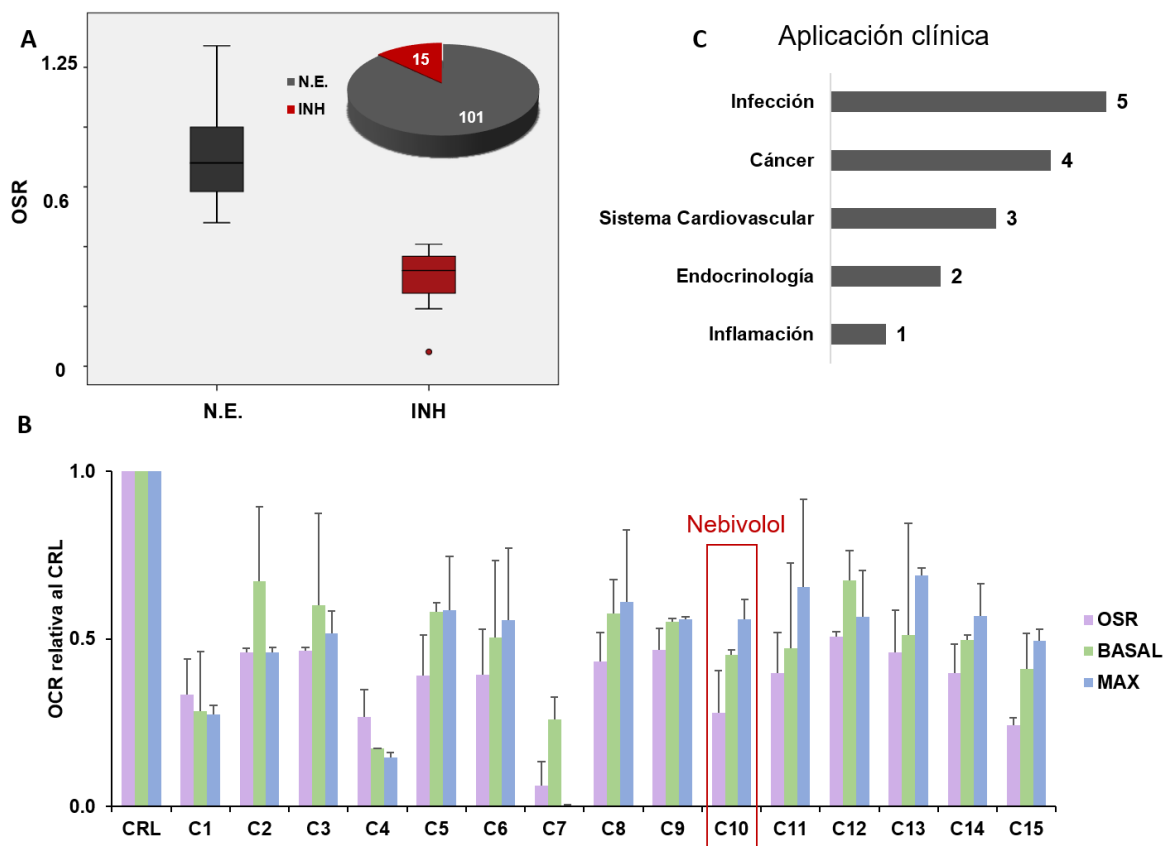 A
1.25
0.6
0
OSR
N.E.
INH
15
101
N.E.
INH
C
Aplicación clínica
Infección
5
Cáncer
4
Sistema Cardiovascular
3
Endocrinología
2
Inflamación
1
B
OCR relativa al CRL
1.0
0.5
0.0
Nebivolol
OSR
BASAL
MAX
CRL C1 C2 C3 C4 C5 C6 C7 C8 C9 C10 C11 C12 C13 C14 C15